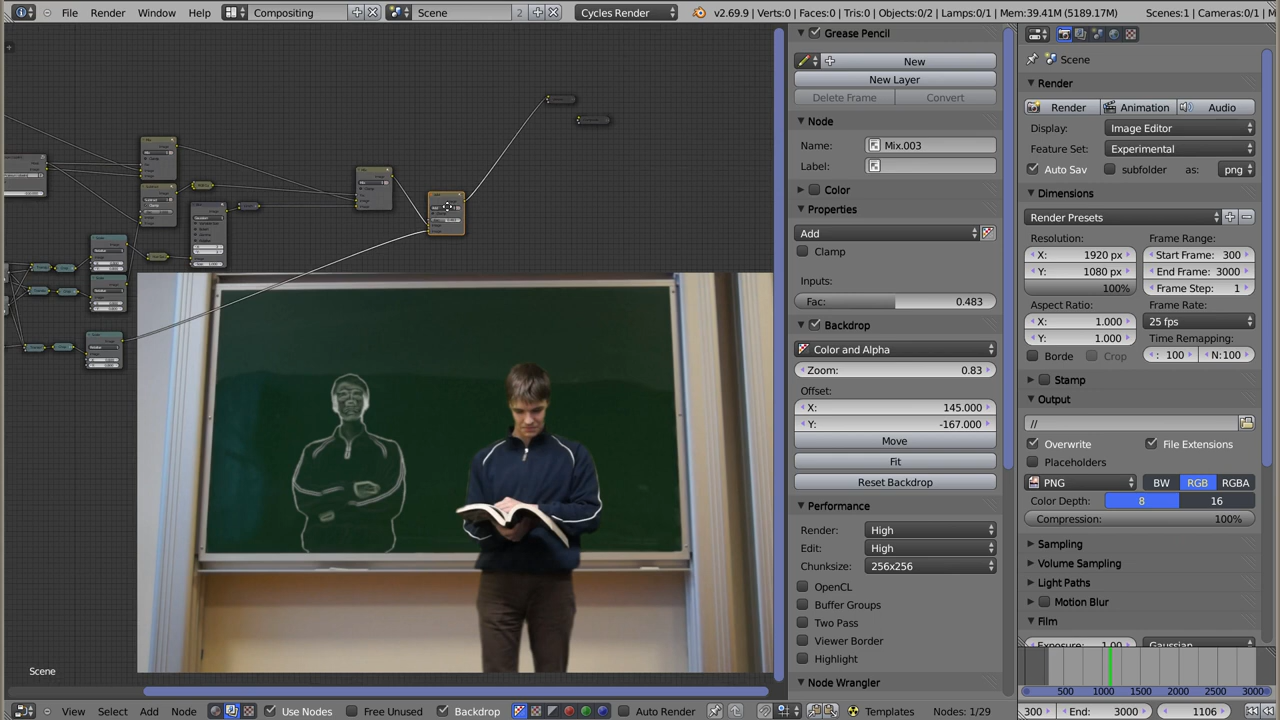 File Render Window Help Compositing Scene 2 Cycles Render v2.69.9 | Verts:0 | Faces:0 | Tris:0 | Objects:0/2 | Lamps:0/1 | Mem:39.41M (5189.17M) Scenes:1 | Cameras:0/1 | M
Grease Pencil
New
New Layer
Delete Frame Convert
Node
Name: Mix.003
Label:
Color
Properties
Add
Clamp
Inputs:
Fac: 0.483
Backdrop
Color and Alpha
Zoom: 0.83
Offset:
X: 145.000
Y: -167.000
Move
Fit
Reset Backdrop
Performance
Render: High
Edit: High
Chunksize: 256x256
OpenCL
Buffer Groups
Two Pass
Viewer Border
Highlight
Node Wrangler
Scene
Render
Render Animation Audio
Display: Image Editor
Feature Set: Experimental
Auto Sav subfolder as: png
Dimensions
Render Presets
Resolution: Frame Range:
X: 1920 px Start Frame: 300
Y: 1080 px End Frame: 3000
100% Frame Step: 1
Aspect Ratio: Frame Rate:
X: 1.000 25 fps
Y: 1.000 Time Remapping:
Borde Crop : 100 N:100
Stamp
Output
//
Overwrite File Extensions
Placeholders
PNG BW RGB RGBA
Color Depth: 8 16
Compression: 100%
Sampling
Volume Sampling
Light Paths
Motion Blur
Film
Exposure: 1.00 Gaussian
500 1000 1500 2000 2500 3000
Scene
View Select Add Node Use Nodes Free Unused Backdrop Auto Render Templates Nodes: 1/29
300 End: 3000 1106